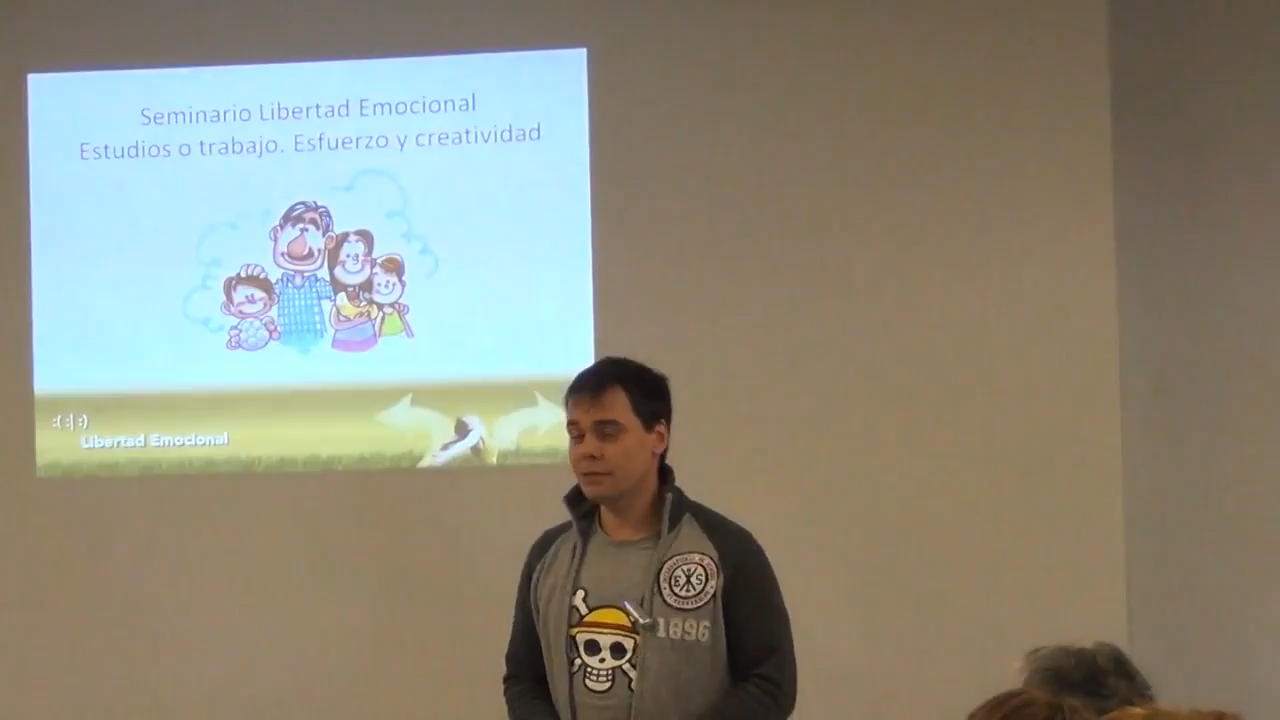 Seminario Libertad Emocional
Estudios o trabajo. Esfuerzo y creatividad
:( :| :)
Libertad Emocional
E S
1896